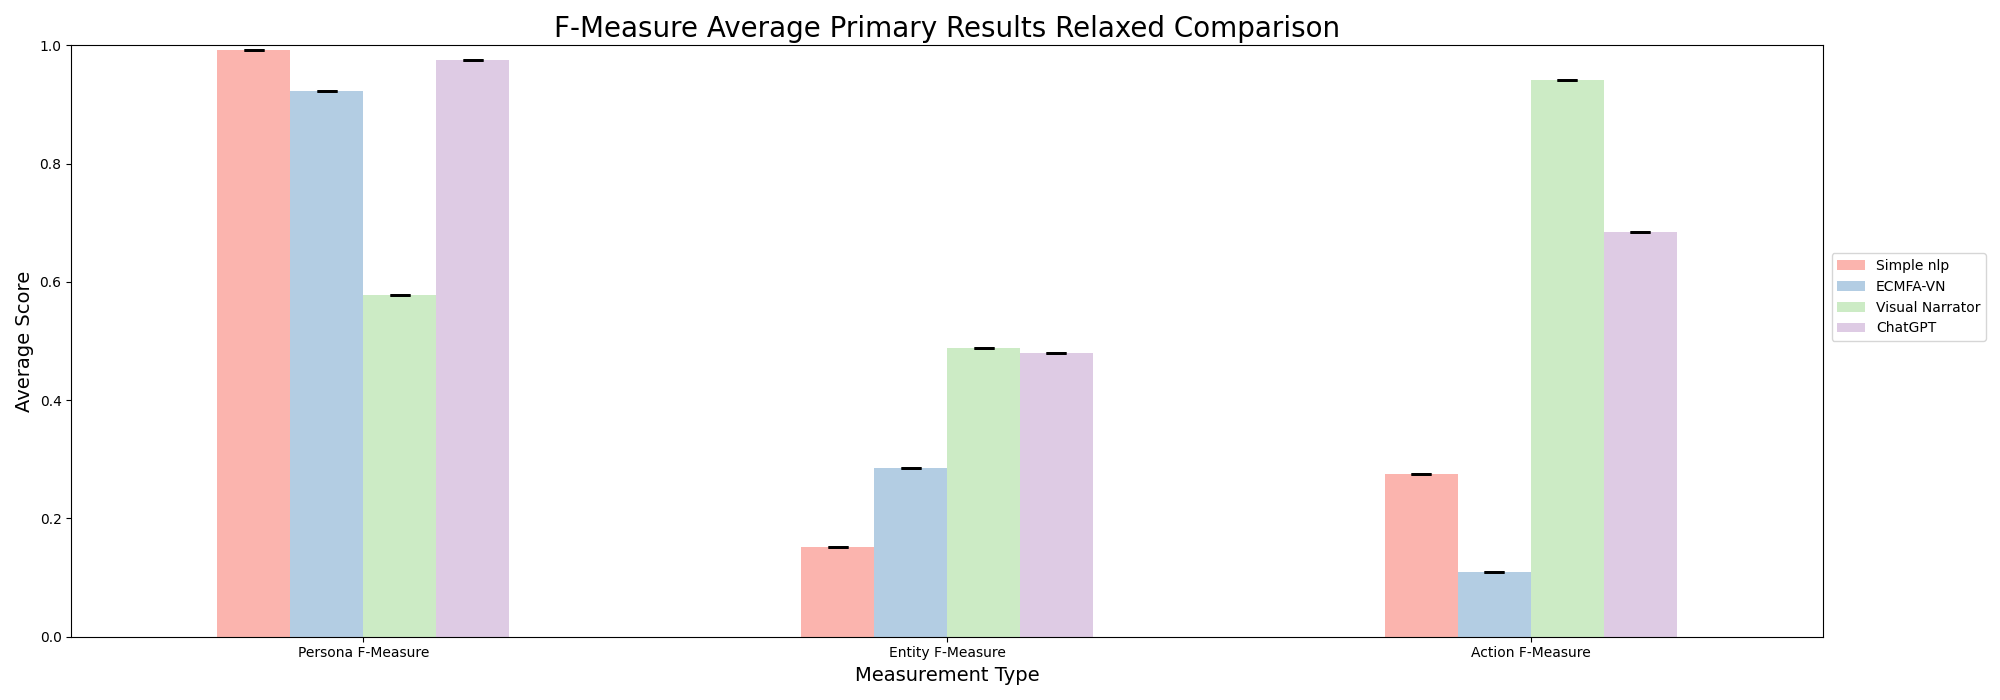 F-Measure Average Primary Results Relaxed Comparison
Average Score
1.0
0.8
0.6
0.4
0.2
0.0
Persona F-Measure
Entity F-Measure
Action F-Measure
Measurement Type
Simple nlp
ECMFA-VN
Visual Narrator
ChatGPT